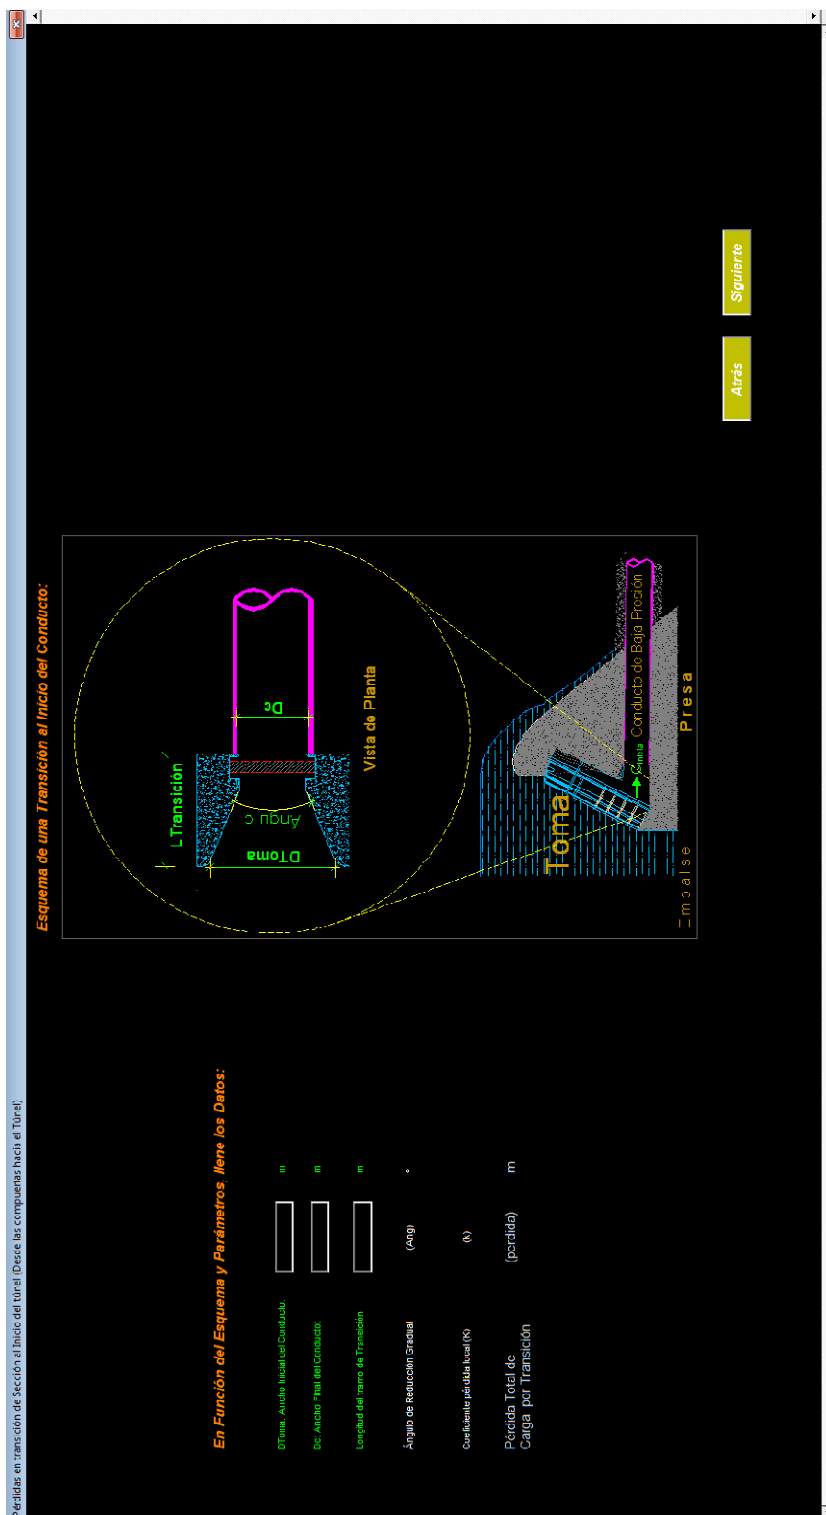 Pérdidas en transición de Sección al Inicio del túnel (Desde las compuertas hacia el Túnel)
En Función del Esquema y Parámetros, llene los Datos:
DToma: Ancho Inicial del Conducto: m
Dc: Ancho Final del Conducto: m
Longitud del tramo de Transición m
Ángulo de Reducción Gradual (Ang) °
Coeficiente pérdida local (K) (k)
Pérdida Total de
Carga por Transición (perdida) m
Esquema de una Transición al Inicio del Conducto:
L Transición
DToma
Ángulo
Dc
Vista de Planta
Toma
Conducto de Baja Presión
Embalse
Presa
Atrás
Siguiente